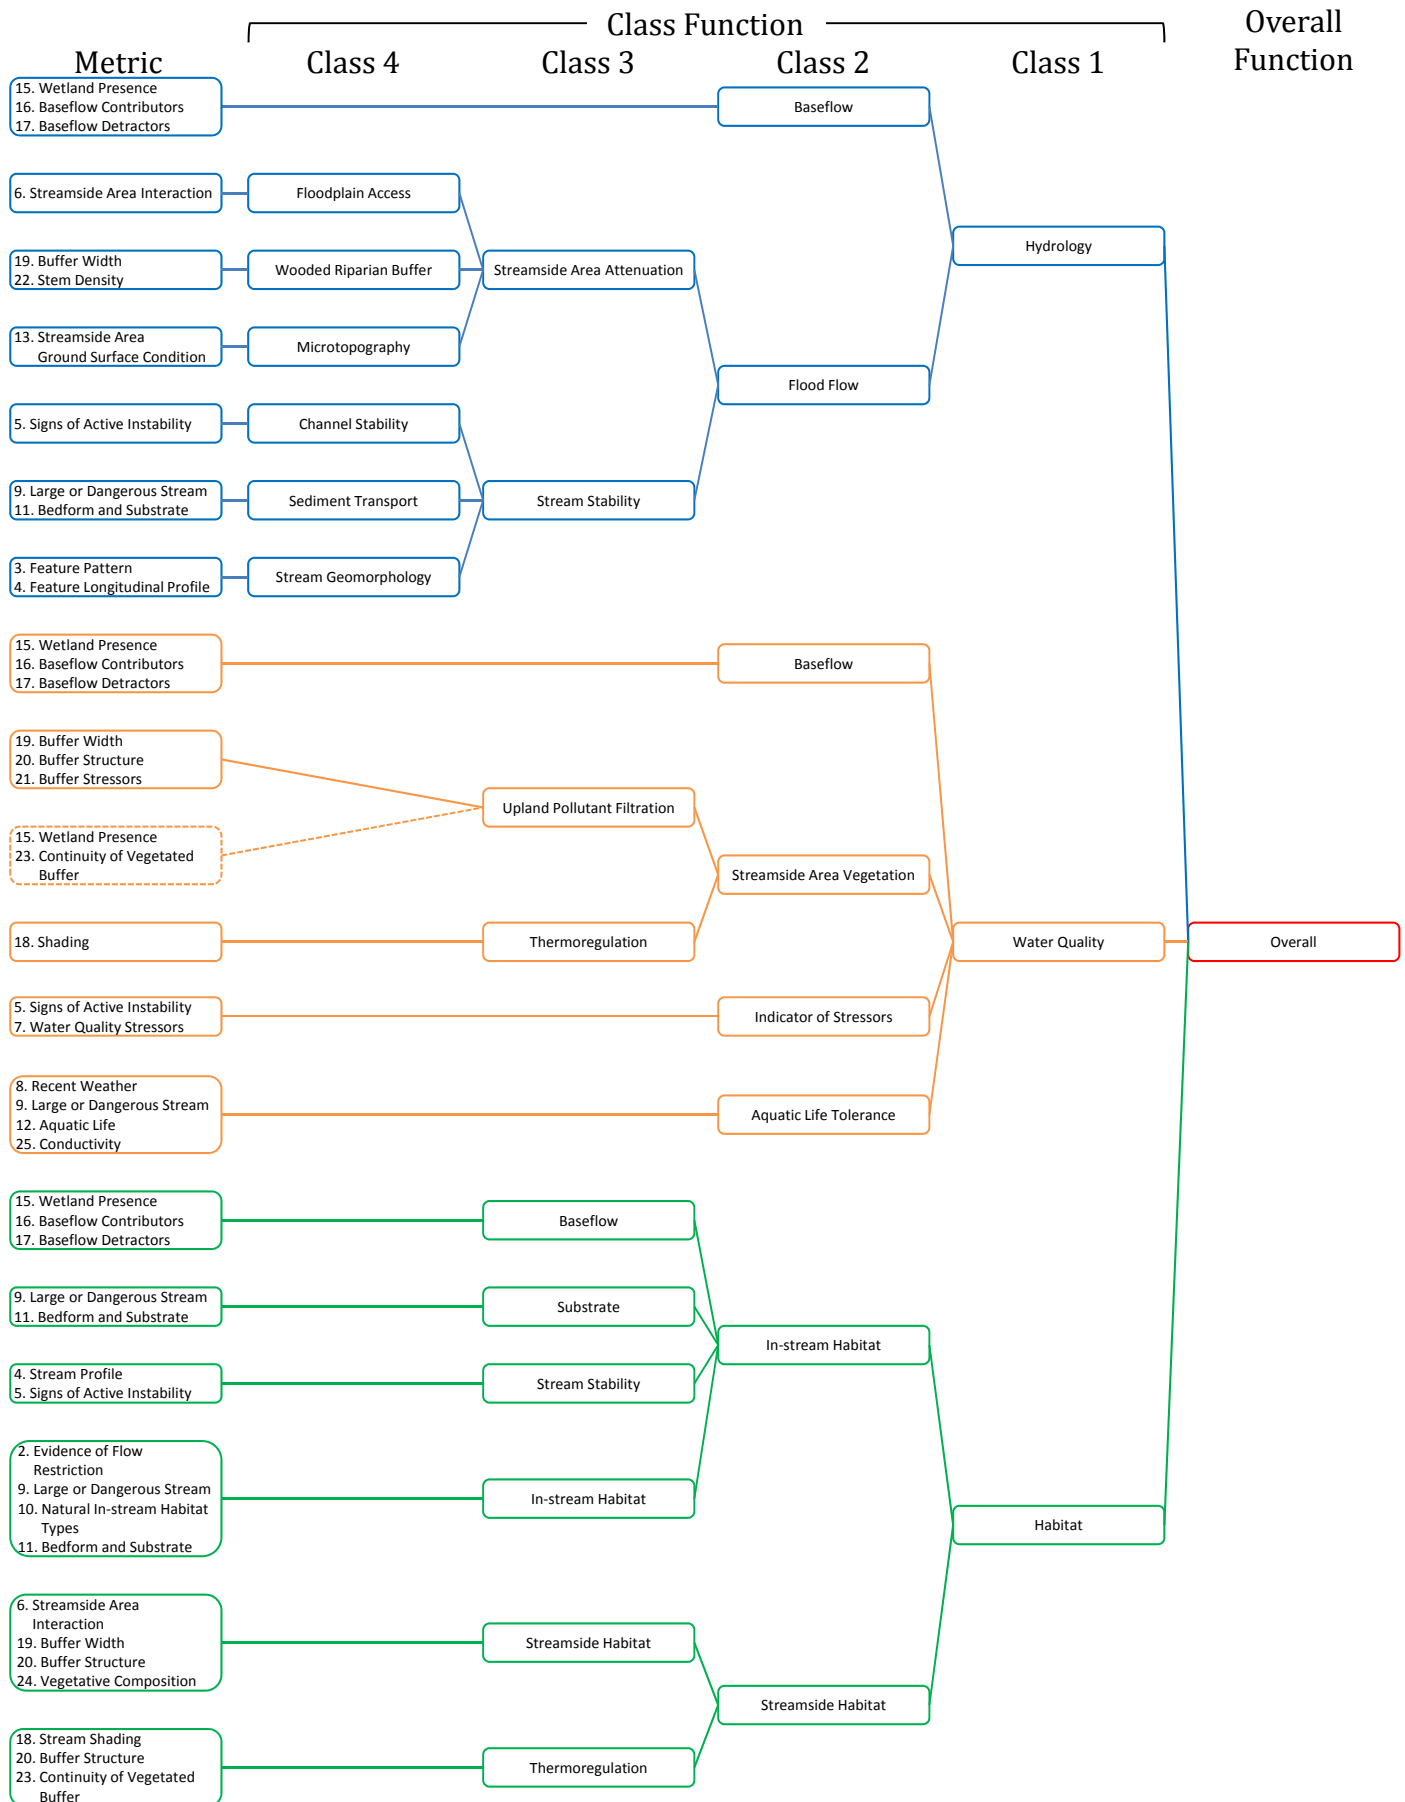 Class Function
Overall
Function
Metric
Class 4
Class 3
Class 2
Class 1
15. Wetland Presence
16. Baseflow Contributors
17. Baseflow Detractors
Baseflow
6. Streamside Area Interaction
Floodplain Access
Hydrology
19. Buffer Width
22. Stem Density
Wooded Riparian Buffer
Streamside Area Attenuation
13. Streamside Area
Ground Surface Condition
Microtopography
Flood Flow
5. Signs of Active Instability
Channel Stability
9. Large or Dangerous Stream
11. Bedform and Substrate
Sediment Transport
Stream Stability
3. Feature Pattern
4. Feature Longitudinal Profile
Stream Geomorphology
15. Wetland Presence
16. Baseflow Contributors
17. Baseflow Detractors
Baseflow
19. Buffer Width
20. Buffer Structure
21. Buffer Stressors
Upland Pollutant Filtration
15. Wetland Presence
23. Continuity of Vegetated
Buffer
Streamside Area Vegetation
18. Shading
Thermoregulation
Water Quality
Overall
5. Signs of Active Instability
7. Water Quality Stressors
Indicator of Stressors
8. Recent Weather
9. Large or Dangerous Stream
12. Aquatic Life
25. Conductivity
Aquatic Life Tolerance
15. Wetland Presence
16. Baseflow Contributors
17. Baseflow Detractors
Baseflow
9. Large or Dangerous Stream
11. Bedform and Substrate
Substrate
In-stream Habitat
4. Stream Profile
5. Signs of Active Instability
Stream Stability
2. Evidence of Flow
Restriction
9. Large or Dangerous Stream
10. Natural In-stream Habitat
Types
11. Bedform and Substrate
In-stream Habitat
Habitat
6. Streamside Area
Interaction
19. Buffer Width
20. Buffer Structure
24. Vegetative Composition
Streamside Habitat
Streamside Habitat
18. Stream Shading
20. Buffer Structure
23. Continuity of Vegetated
Buffer
Thermoregulation